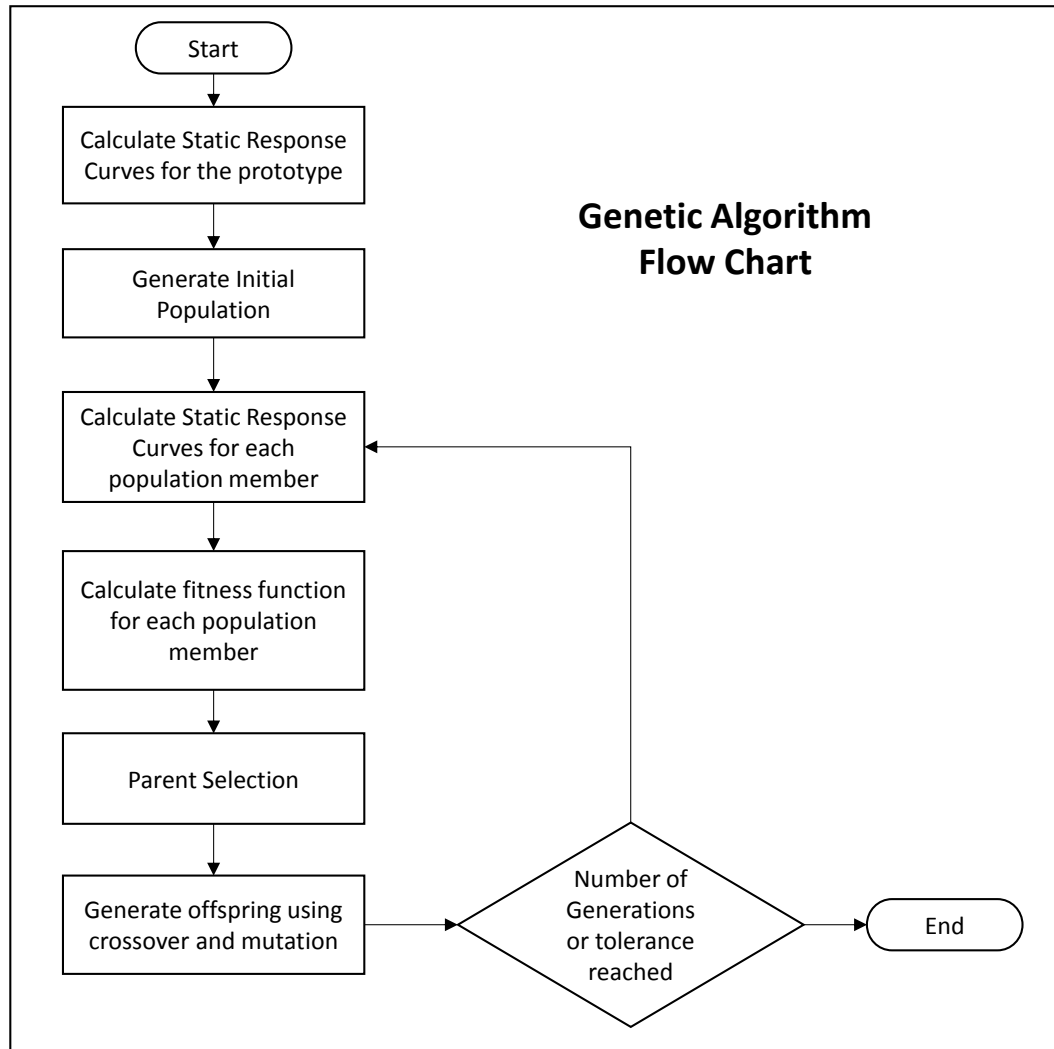 Start
Calculate Static Response
Curves for the prototype
Genetic Algorithm
Flow Chart
Generate Initial
Population
Calculate Static Response
Curves for each
population member
Calculate fitness function
for each population
member
Parent Selection
Generate offspring using
crossover and mutation
Number of
Generations
or tolerance
reached
End